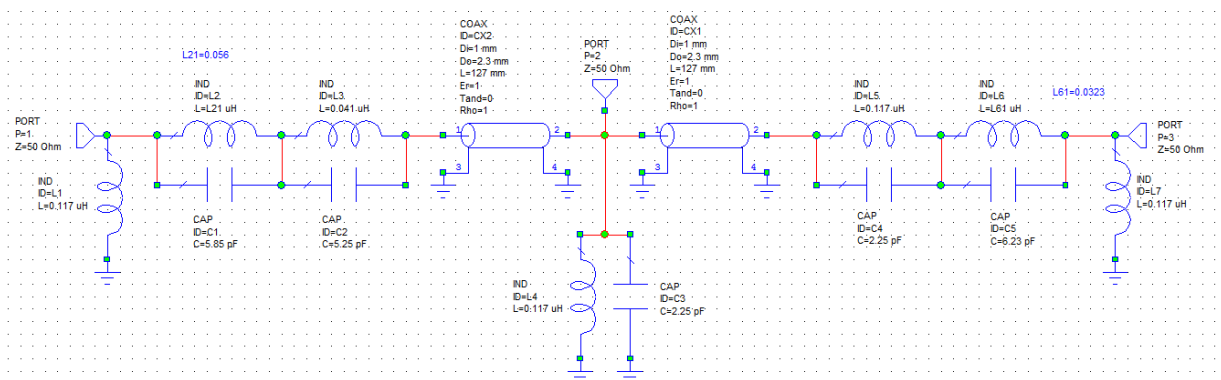 COAX
ID=CX2
Di=1 mm
Do=2.3 mm
L=127 mm
Er=1
Tand=0
Rho=1
COAX
ID=CX1
Di=1 mm
Do=2.3 mm
L=127 mm
Er=1
Tand=0
Rho=1
PORT
P=2
Z=50 Ohm
L21=0.056
IND
ID=L2
L=L21 uH
IND
ID=L3
L=0.041 uH
IND
ID=L5
L=0.117 uH
IND
ID=L6
L=L61 uH
L61=0.0323
PORT
P=1
Z=50 Ohm
1
2
3
4
1
2
3
4
PORT
P=3
Z=50 Ohm
IND
ID=L1
L=0.117 uH
CAP
ID=C1
C=5.85 pF
CAP
ID=C2
C=5.25 pF
CAP
ID=C4
C=2.25 pF
CAP
ID=C5
C=6.23 pF
IND
ID=L7
L=0.117 uH
IND
ID=L4
L=0.117 uH
CAP
ID=C3
C=2.25 pF